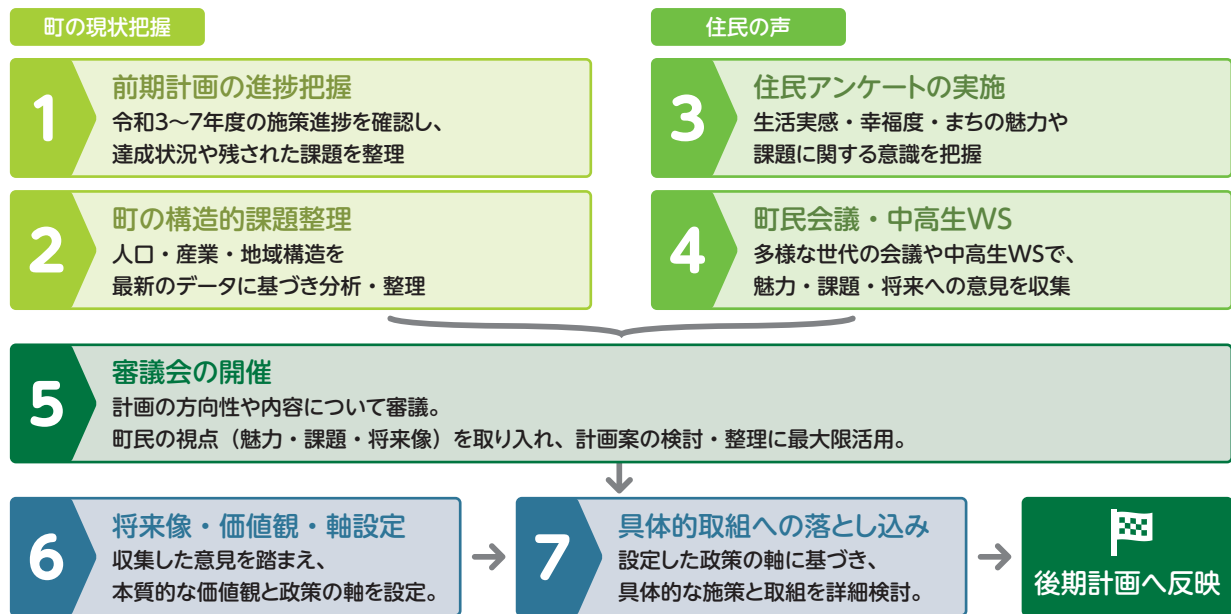 町の現状把握
1
前期計画の進捗把握
令和3〜7年度の施策進捗を確認し、
達成状況や残された課題を整理
2
町の構造的課題整理
人口・産業・地域構造を
最新のデータに基づき分析・整理
住民の声
3
住民アンケートの実施
生活実感・幸福度・まちの魅力や
課題に関する意識を把握
4
町民会議・中高生WS
多様な世代の会議や中高生WSで、
魅力・課題・将来への意見を収集
5
審議会の開催
計画の方向性や内容について審議。
町民の視点（魅力・課題・将来像）を取り入れ、計画案の検討・整理に最大限活用。
6
将来像・価値観・軸設定
収集した意見を踏まえ、
本質的な価値観と政策の軸を設定。
7
具体的取組への落とし込み
設定した政策の軸に基づき、
具体的な施策と取組を詳細検討。
後期計画へ反映